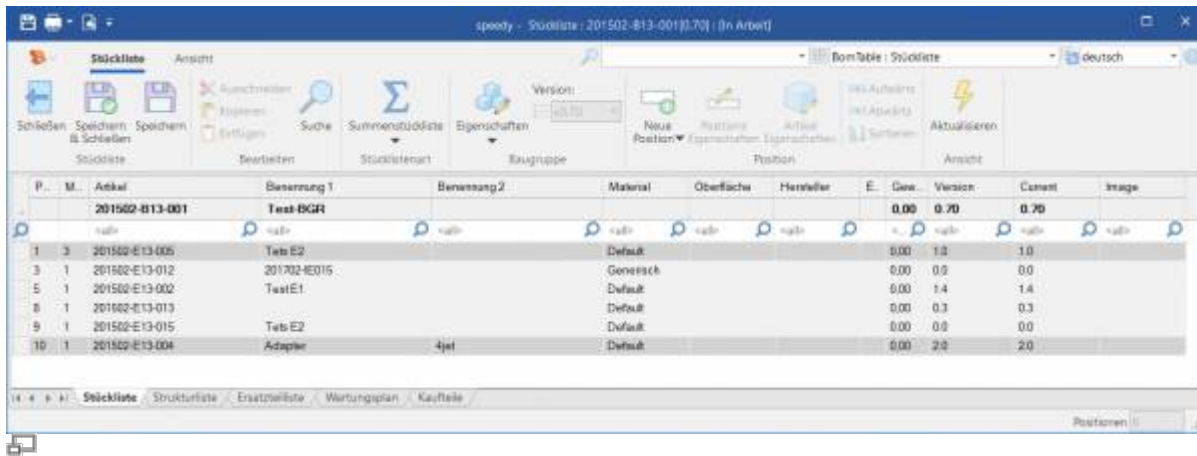 speedy - Stückliste : 201502-B13-001[0.70] : [In Arbeit]
Stückliste Ansicht BomTable : Stückliste deutsch
Schließen Speichern & Schließen Speichern Ausschneiden Kopieren Einfügen Suche Summenstückliste Eigenschaften Version: Neue Position Positions Eigenschaften Artikel Eigenschaften Aufwärts Abwärts Sortieren Aktualisieren
Stückliste Bearbeiten Stücklistenart Baugruppe Position Ansicht
P.. M.. Artikel Benennung 1 Benennung 2 Material Oberfläche Hersteller E.. Gew... Version Current Image
201502-B13-001 Test-BGR 0,00 0.70 0.70
<all> <all> <all> <all> <all> <all> <... <all> <all> <all>
1 3 201502-E13-005 Tets E2 Default 0,00 1.0 1.0
3 1 201502-E13-012 201702-IE015 Generisch 0,00 0.0 0.0
5 1 201502-E13-002 TestE1 Default 0,00 1.4 1.4
8 1 201502-E13-013 Default 0,00 0.3 0.3
9 1 201502-E13-015 Tets E2 Default 0,00 0.0 0.0
10 1 201502-E13-004 Adapter 4jet Default 0,00 2.0 2.0
Stückliste Strukturliste Ersatzteilliste Wartungsplan Kaufteile
Positionen